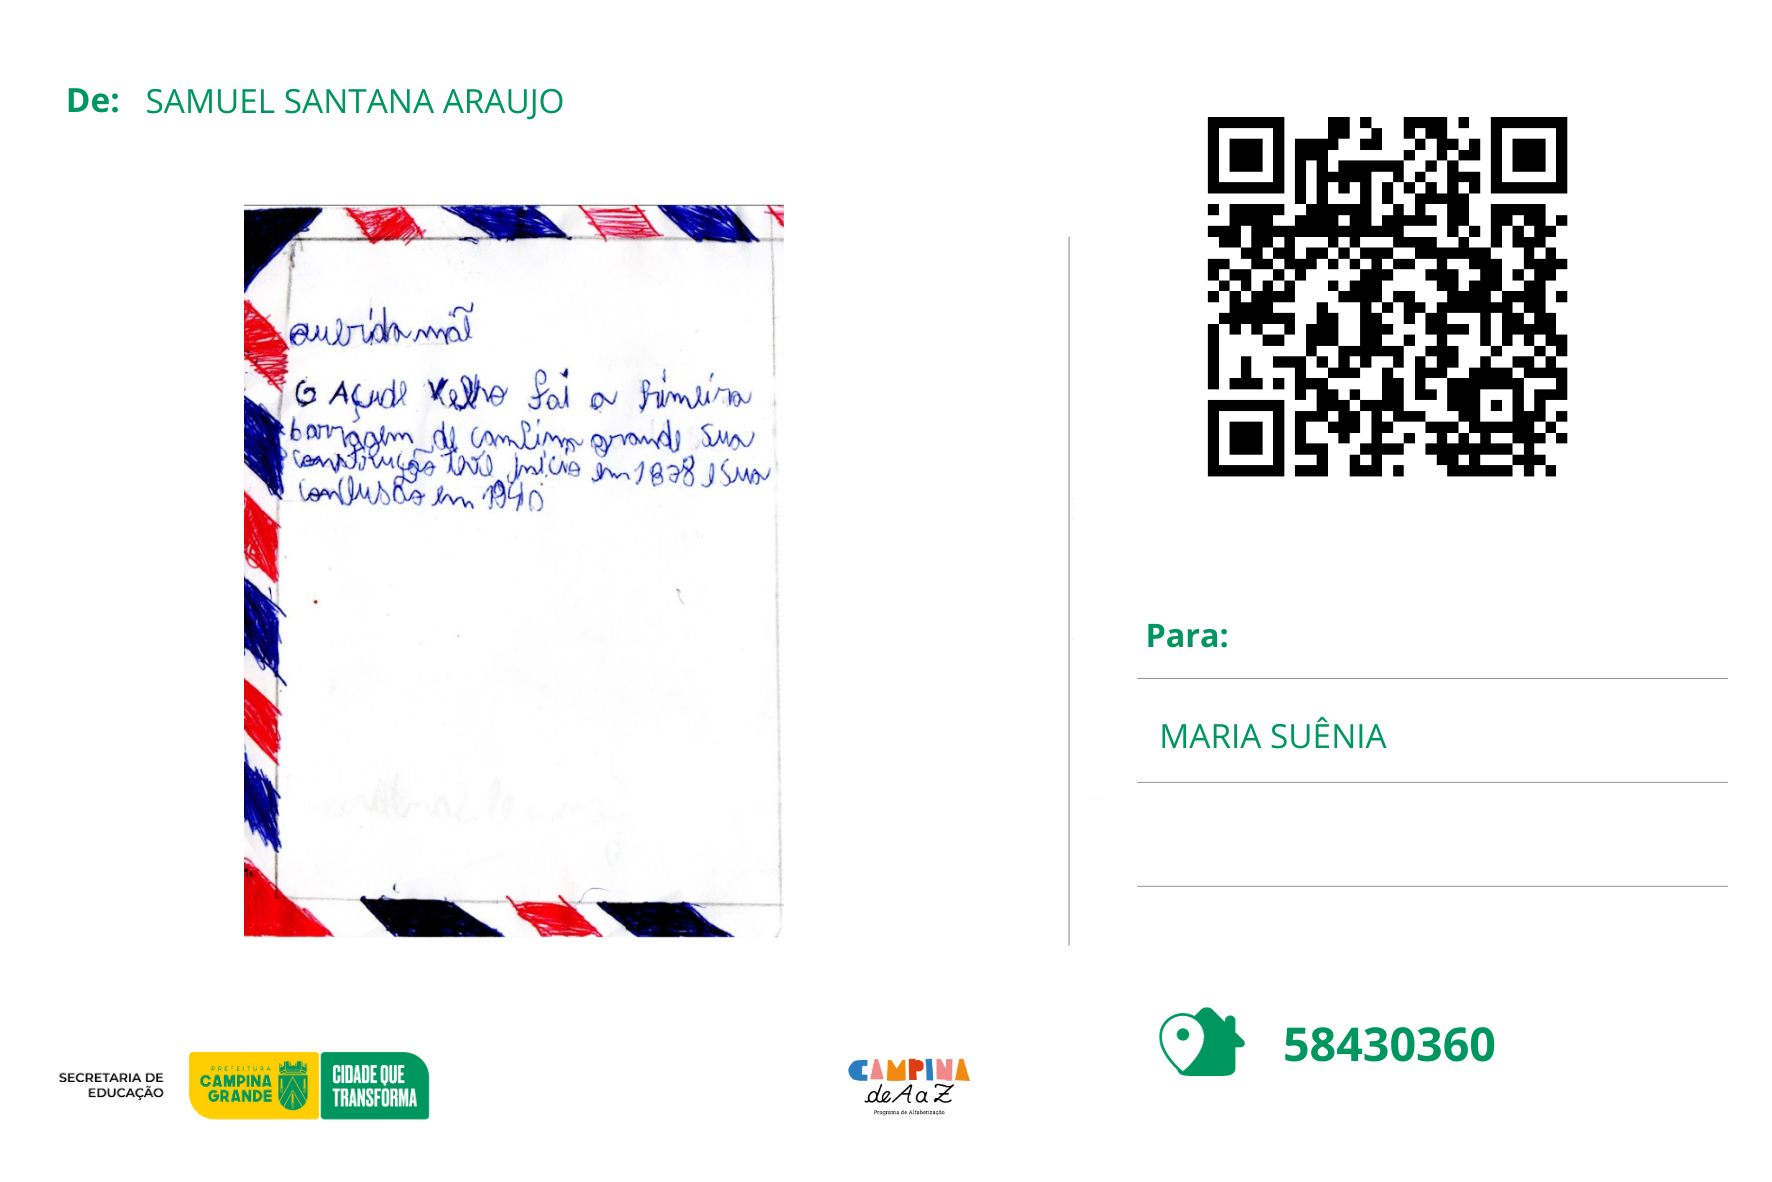 De: SAMUEL SANTANA ARAUJO
Querida mãe
O Açude Velho foi a primeira
barragem de campina grande sua
construção teve início em 1828 e sua
conclusão em 1940
Para:
MARIA SUÊNIA
58430360
SECRETARIA DE
EDUCAÇÃO
PREFEITURA
CAMPINA
GRANDE
CIDADE QUE
TRANSFORMA
CAMPINA
de A a Z
Programa de Alfabetização